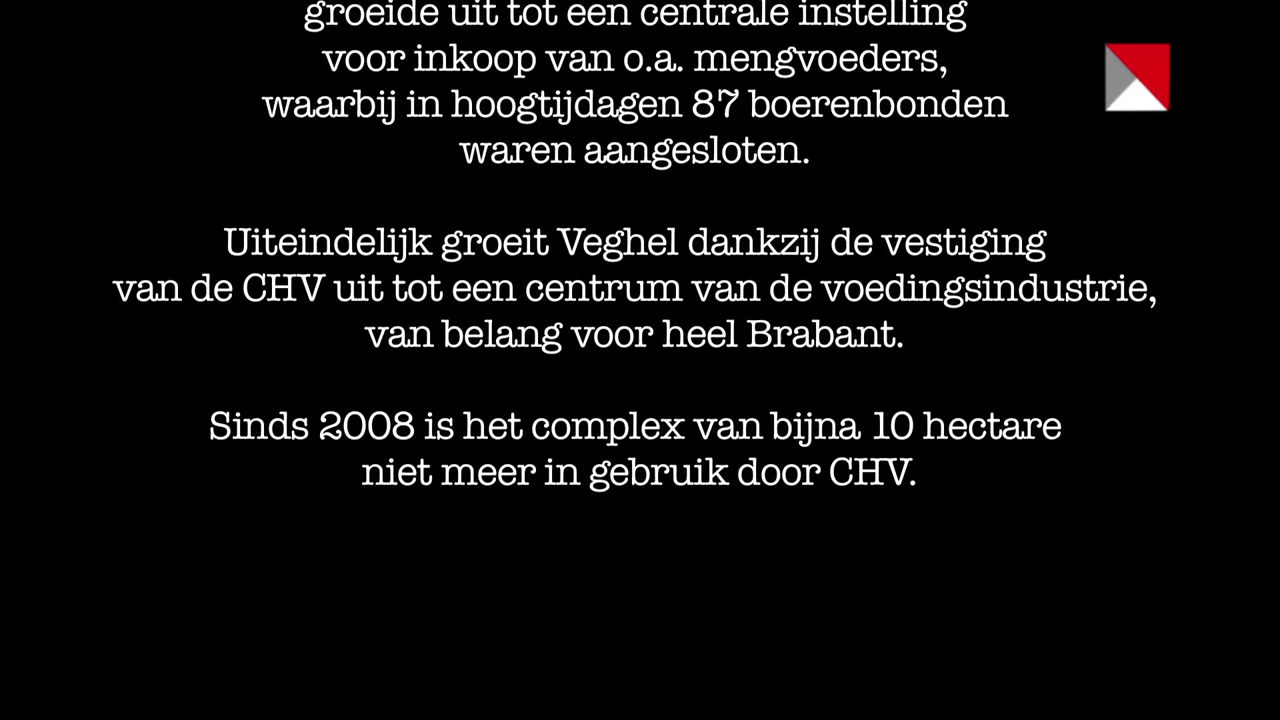 groeide uit tot een centrale instelling
voor inkoop van o.a. mengvoeders,
waarbij in hoogtijdagen 87 boerenbonden
waren aangesloten.
Uiteindelijk groeit Veghel dankzij de vestiging
van de CHV uit tot een centrum van de voedingsindustrie,
van belang voor heel Brabant.
Sinds 2008 is het complex van bijna 10 hectare
niet meer in gebruik door CHV.